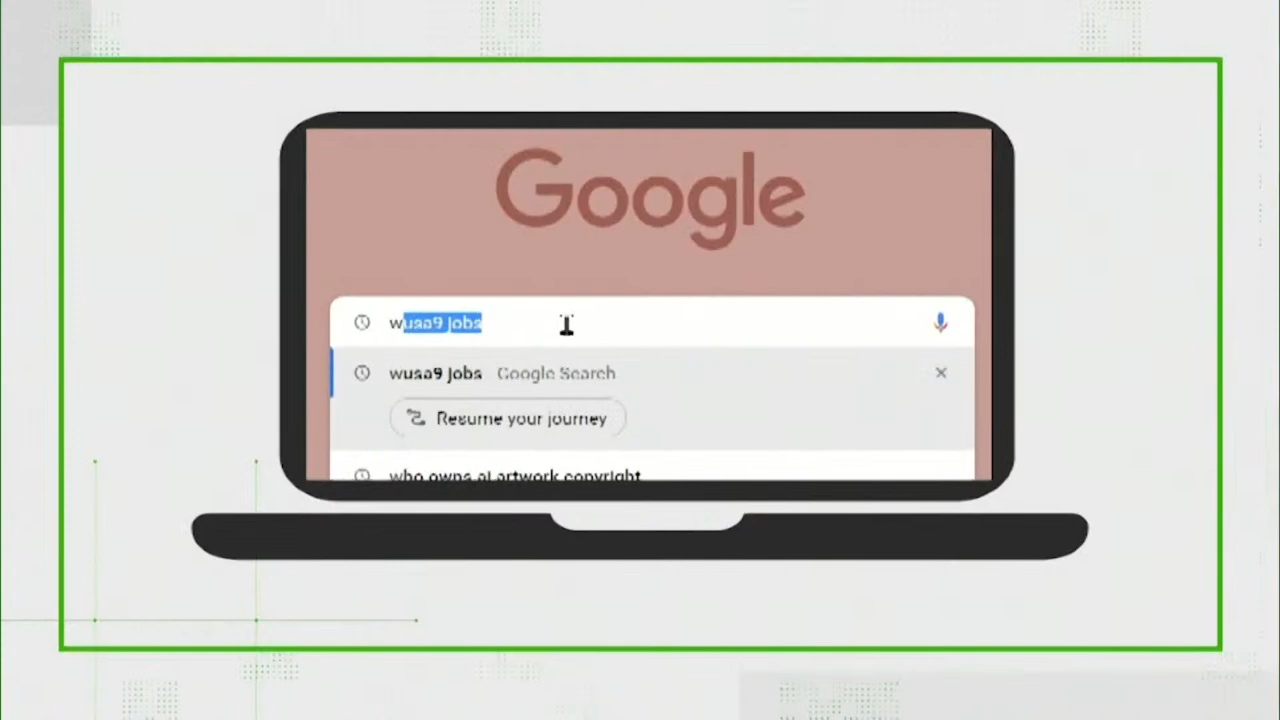 Google
wusa9 jobs
wusa9 jobs Google Search
Resume your journey
who owns ai artwork copyright